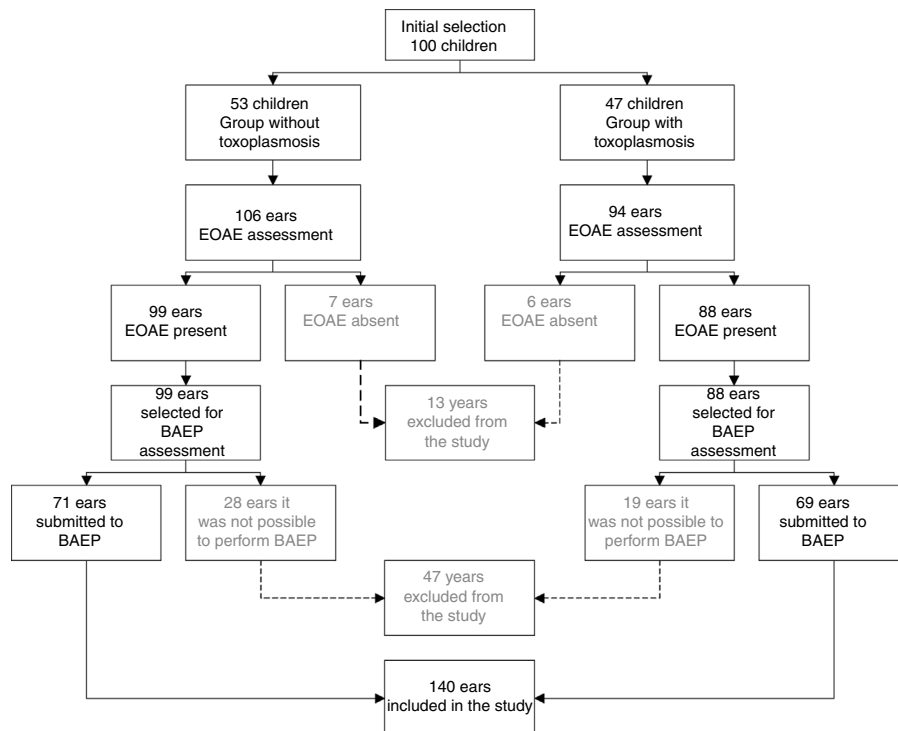 Initial selection
100 children
53 children
Group without
toxoplasmosis
47 children
Group with
toxoplasmosis
106 ears
EOAE assessment
94 ears
EOAE assessment
99 ears
EOAE present
7 ears
EOAE absent
6 ears
EOAE absent
88 ears
EOAE present
99 ears
selected for
BAEP
assessment
13 years
excluded from
the study
88 ears
selected for
BAEP
assessment
71 ears
submitted to
BAEP
28 ears it
was not possible
to perform BAEP
19 ears it
was not possible to
perform BAEP
69 ears
submitted to
BAEP
47 years
excluded from
the study
140 ears
included in the study